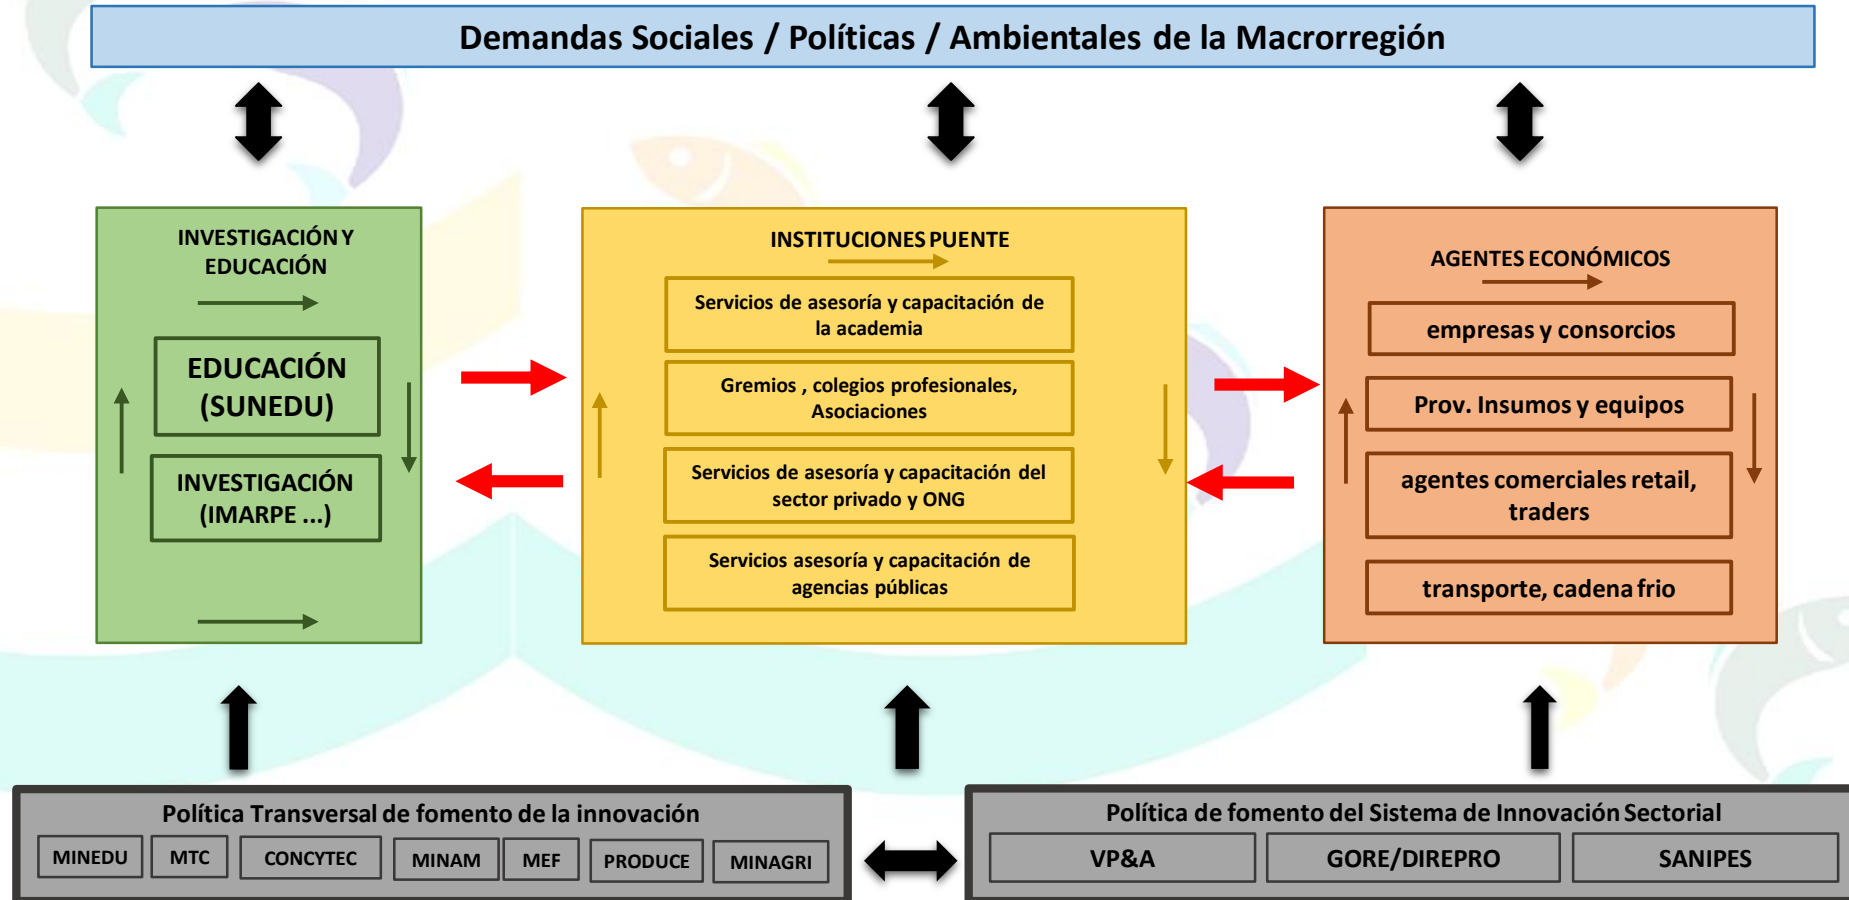 Demandas Sociales / Políticas / Ambientales de la Macrorregión
INVESTIGACIÓN Y
EDUCACIÓN
EDUCACIÓN
(SUNEDU)
INVESTIGACIÓN
(IMARPE ...)
INSTITUCIONES PUENTE
Servicios de asesoría y capacitación de
la academia
Gremios , colegios profesionales,
Asociaciones
Servicios de asesoría y capacitación del
sector privado y ONG
Servicios asesoría y capacitación de
agencias públicas
AGENTES ECONÓMICOS
empresas y consorcios
Prov. Insumos y equipos
agentes comerciales retail,
traders
transporte, cadena frio
Política Transversal de fomento de la innovación
MINEDU
MTC
CONCYTEC
MINAM
MEF
PRODUCE
MINAGRI
Política de fomento del Sistema de Innovación Sectorial
VP&A
GORE/DIREPRO
SANIPES